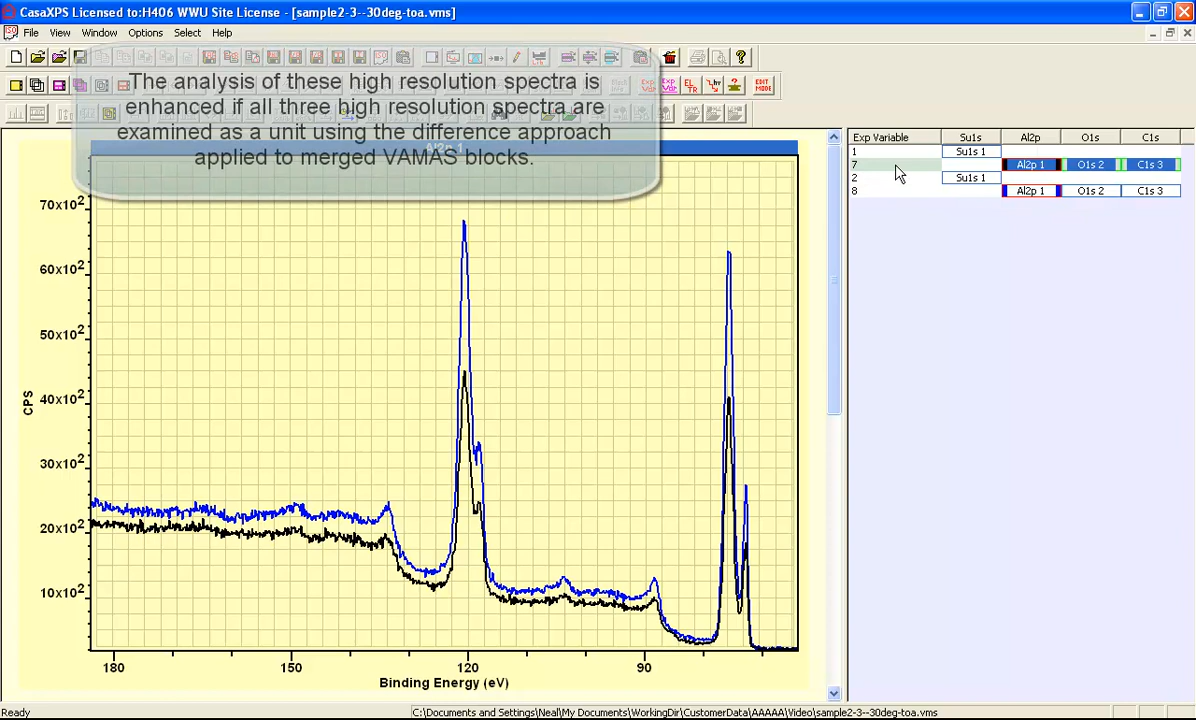 CasaXPS Licensed to:H406 WWU Site License - [sample2-3--30deg-toa.vms]
File View Window Options Select Help
The analysis of these high resolution spectra is
enhanced if all three high resolution spectra are
examined as a unit using the difference approach
applied to merged VAMAS blocks.
Al2p 1
Exp Variable Su1s Al2p O1s C1s
1 Su1s 1
7 Al2p 1 O1s 2 C1s 3
2 Su1s 1
8 Al2p 1 O1s 2 C1s 3
70x10²
60x10²
50x10²
40x10²
30x10²
20x10²
10x10²
CPS
180 150 120 90
Binding Energy (eV)
Ready C:\Documents and Settings\Neal\My Documents\WorkingDir\CustomerData\AAAAA\Video\sample2-3--30deg-toa.vms